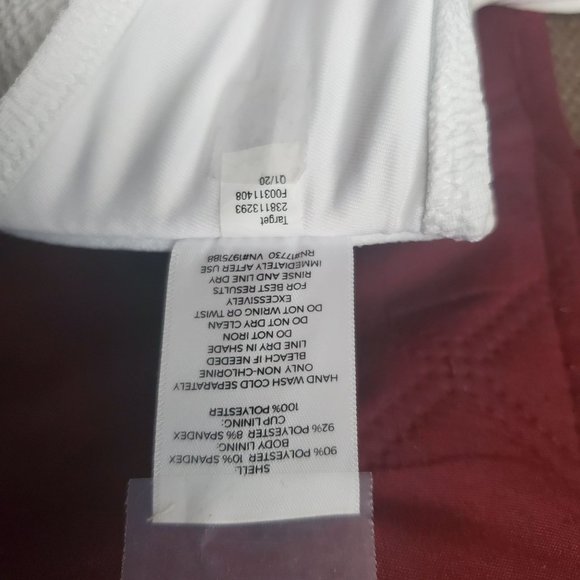 SHELL:
90% POLYESTER 10% SPANDEX
BODY LINING:
92% POLYESTER 8% SPANDEX
CUP LINING:
100% POLYESTER
HAND WASH COLD SEPARATELY
ONLY NON-CHLORINE
BLEACH IF NEEDED
LINE DRY IN SHADE
DO NOT IRON
DO NOT DRY CLEAN
DO NOT WRING OR TWIST
EXCESSIVELY
FOR BEST RESULTS
RINSE AND LINE DRY
IMMEDIATELY AFTER USE
RN#17730 VN#1975188
Target
238113293
F00311408
Q1/20